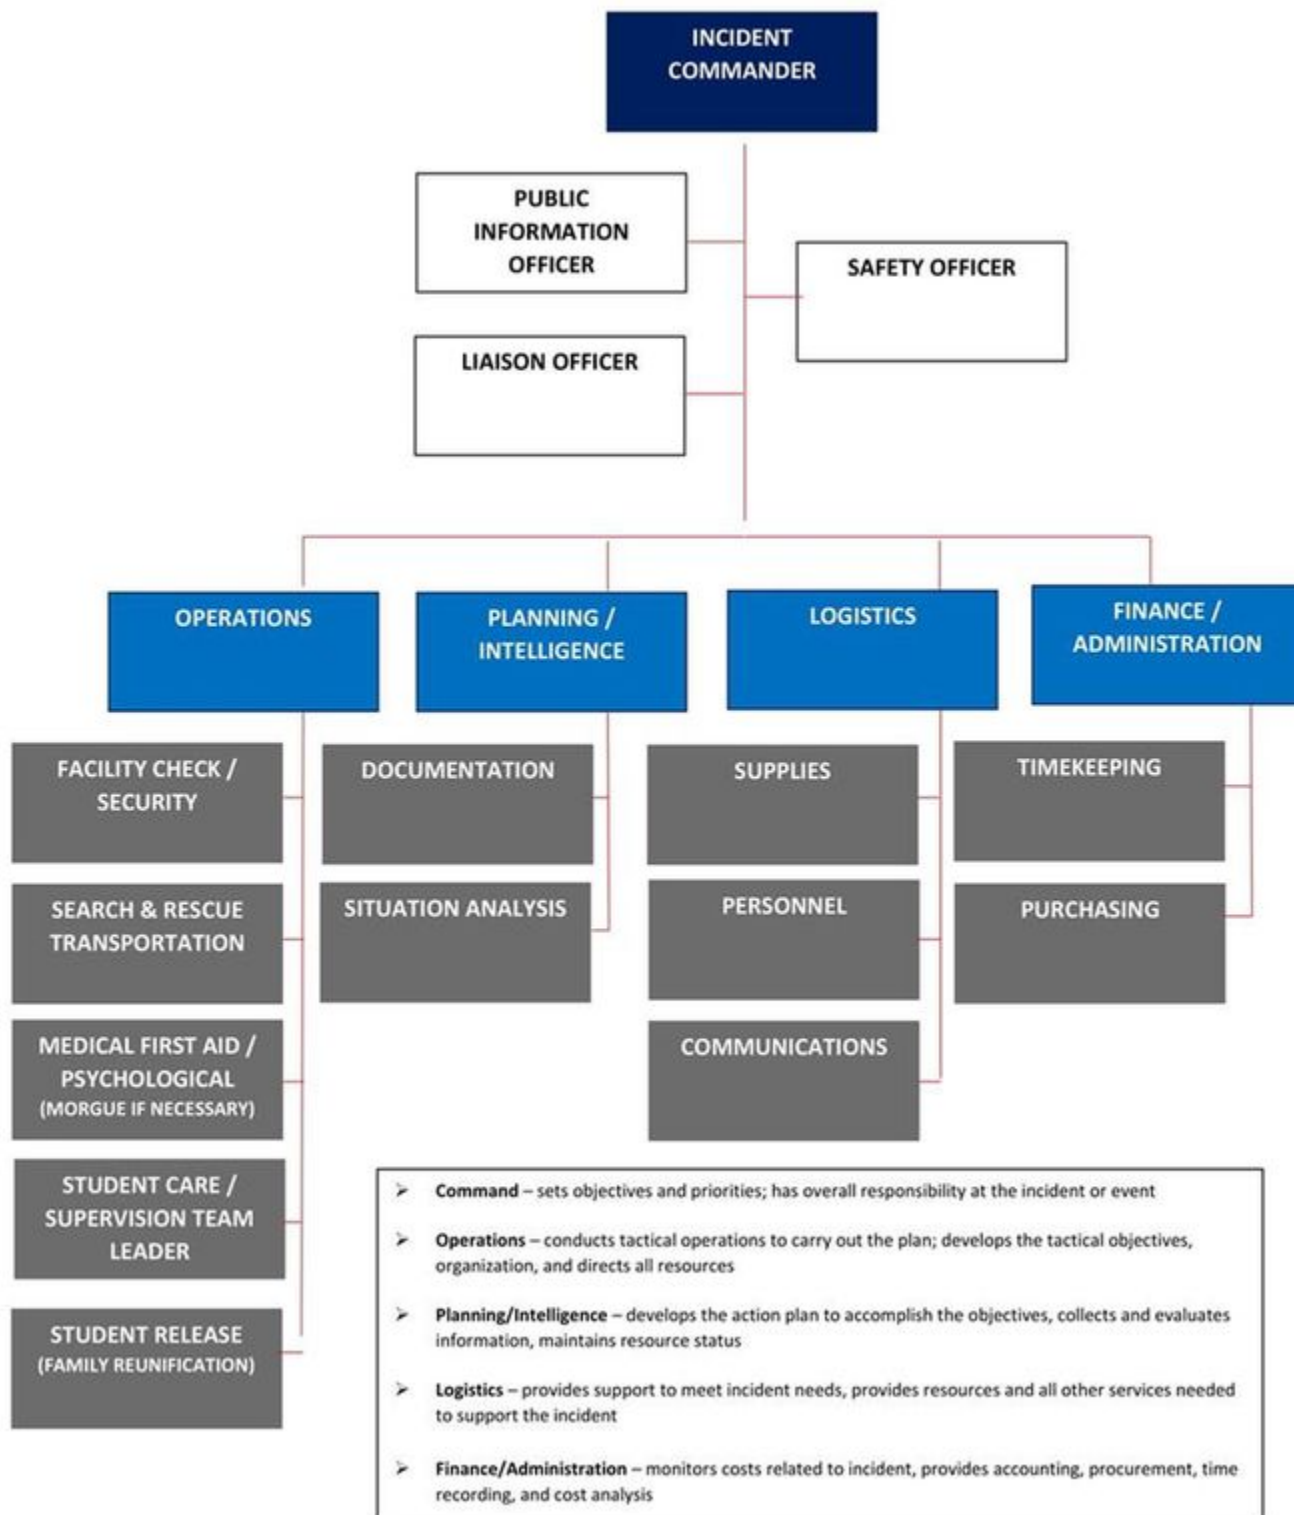 INCIDENT
COMMANDER
PUBLIC
INFORMATION
OFFICER
SAFETY OFFICER
LIAISON OFFICER
OPERATIONS
PLANNING /
INTELLIGENCE
LOGISTICS
FINANCE /
ADMINISTRATION
FACILITY CHECK /
SECURITY
SEARCH & RESCUE
TRANSPORTATION
MEDICAL FIRST AID /
PSYCHOLOGICAL
(MORGUE IF NECESSARY)
STUDENT CARE /
SUPERVISION TEAM
LEADER
STUDENT RELEASE
(FAMILY REUNIFICATION)
DOCUMENTATION
SITUATION ANALYSIS
SUPPLIES
PERSONNEL
COMMUNICATIONS
TIMEKEEPING
PURCHASING
➢ Command – sets objectives and priorities; has overall responsibility at the incident or event
➢ Operations – conducts tactical operations to carry out the plan; develops the tactical objectives,
organization, and directs all resources
➢ Planning/Intelligence – develops the action plan to accomplish the objectives, collects and evaluates
information, maintains resource status
➢ Logistics – provides support to meet incident needs, provides resources and all other services needed
to support the incident
➢ Finance/Administration – monitors costs related to incident, provides accounting, procurement, time
recording, and cost analysis